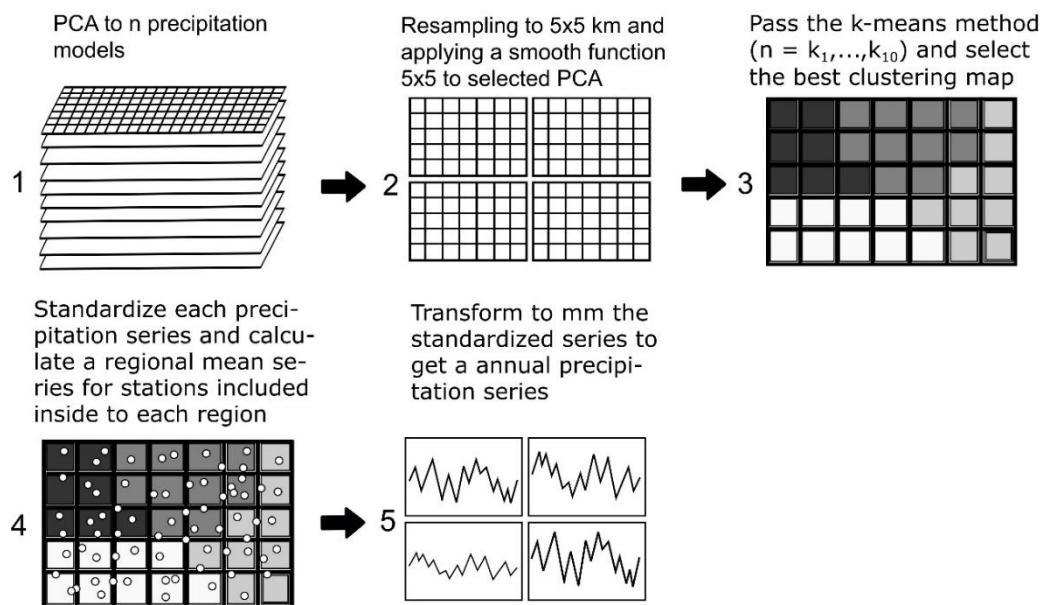 PCA to n precipitation
models
1
Resampling to 5x5 km and
applying a smooth function
5x5 to selected PCA
2
Pass the k-means method
(n = k₁,...,k₁₀) and select
the best clustering map
3
Standardize each preci-
pitation series and calcu-
late a regional mean se-
ries for stations included
inside to each region
4
Transform to mm the
standardized series to
get a annual precipi-
tation series
5